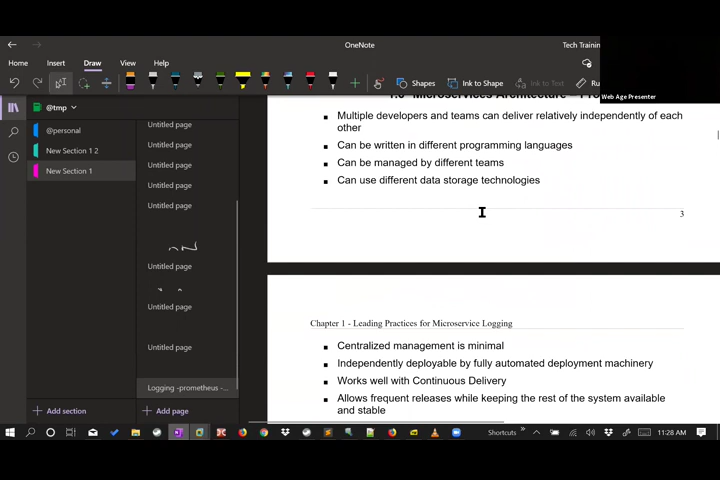 OneNote
Tech Trainin
Home Insert Draw View Help
Shapes Ink to Shape Ink to Text Ru
Web Age Presenter
@tmp
@personal
New Section 1 2
New Section 1
Add section
Untitled page
Untitled page
Untitled page
Untitled page
Untitled page
Untitled page
Untitled page
Untitled page
Logging -prometheus -...
Add page
Microservices Architecture
Multiple developers and teams can deliver relatively independently of each
other
Can be written in different programming languages
Can be managed by different teams
Can use different data storage technologies
3
Chapter 1 - Leading Practices for Microservice Logging
Centralized management is minimal
Independently deployable by fully automated deployment machinery
Works well with Continuous Delivery
Allows frequent releases while keeping the rest of the system available
and stable
Shortcuts
11:28 AM